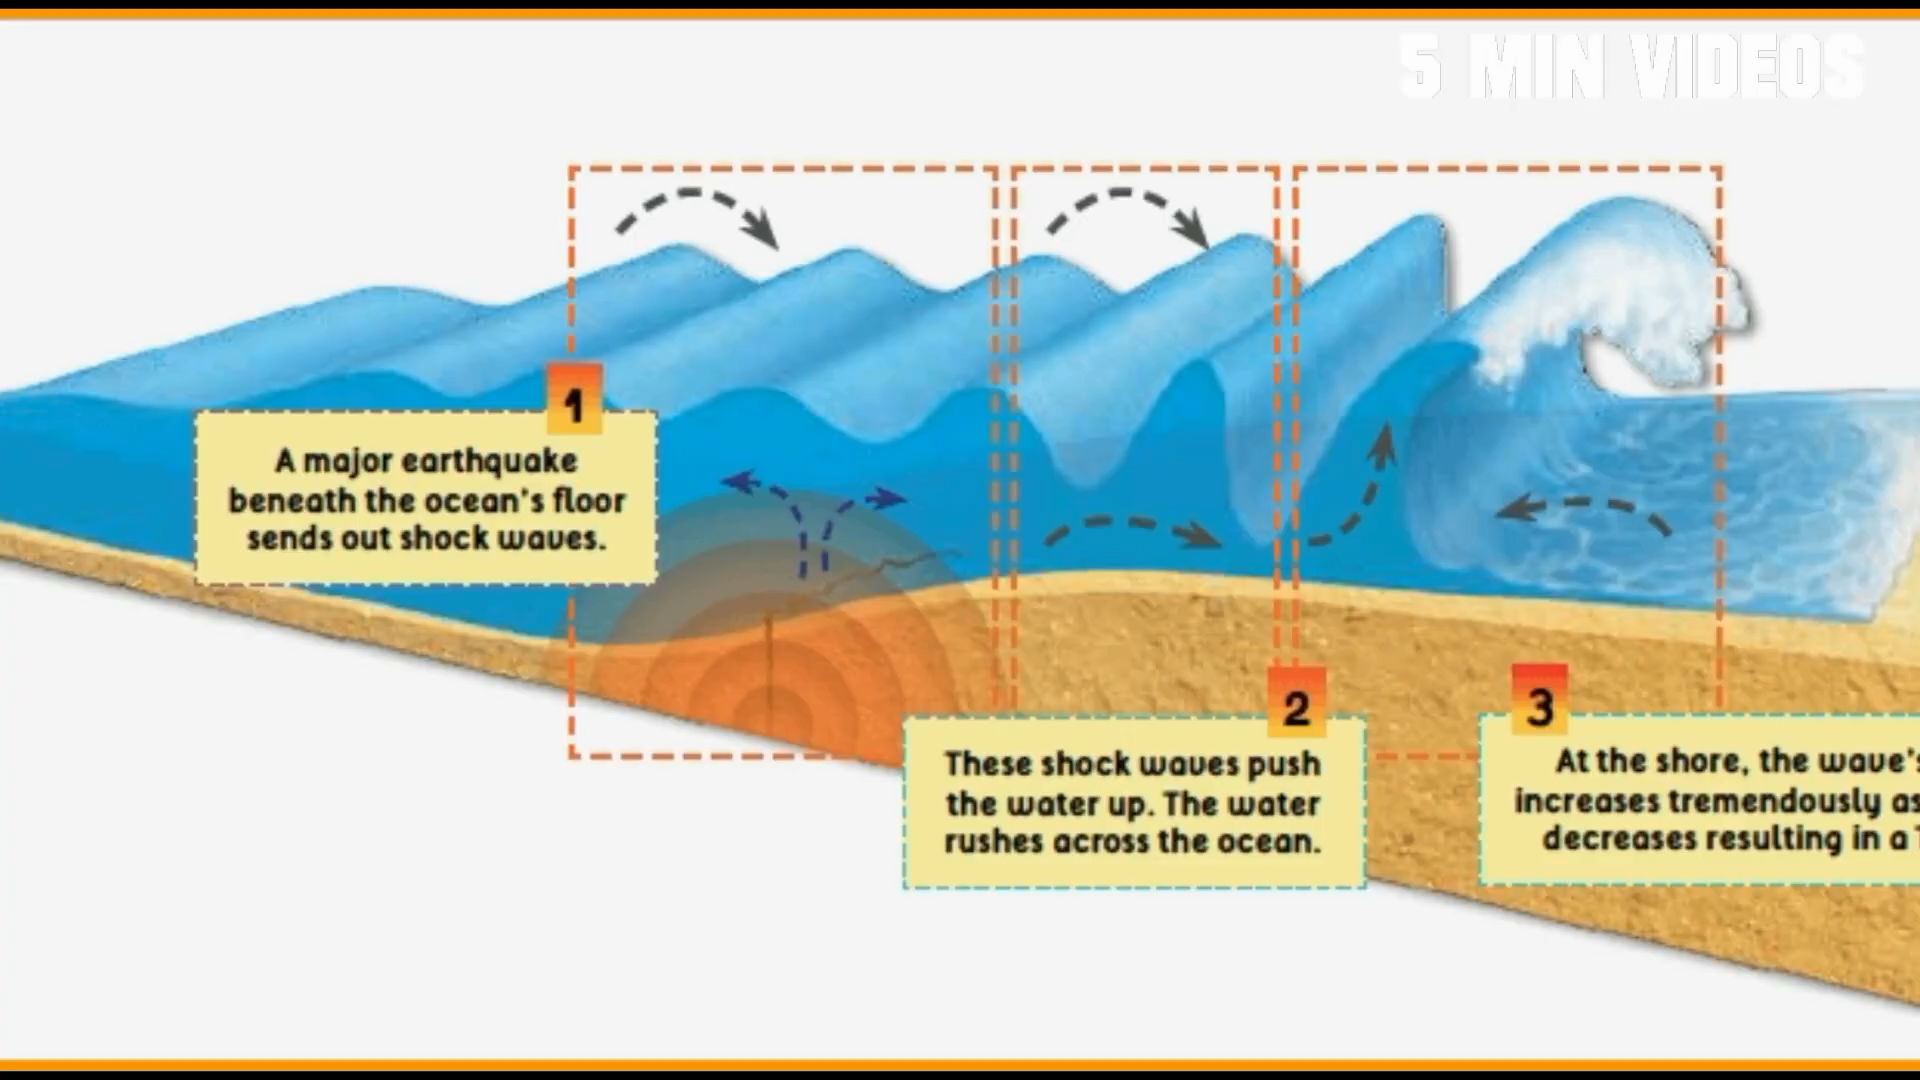 5 MIN VIDEOS
1
A major earthquake
beneath the ocean's floor
sends out shock waves.
2
These shock waves push
the water up. The water
rushes across the ocean.
3
At the shore, the wave's
increases tremendously as
decreases resulting in a